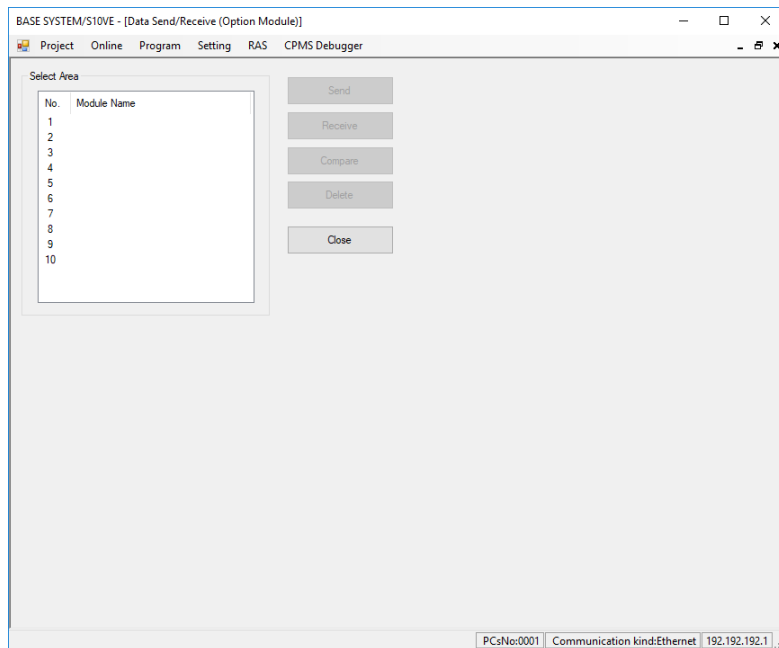 BASE SYSTEM/S10VE - [Data Send/Receive (Option Module)]
Project Online Program Setting RAS CPMS Debugger
Select Area
No. Module Name
1
2
3
4
5
6
7
8
9
10
Send
Receive
Compare
Delete
Close
PCsNo:0001 Communication kind:Ethernet 192.192.192.1